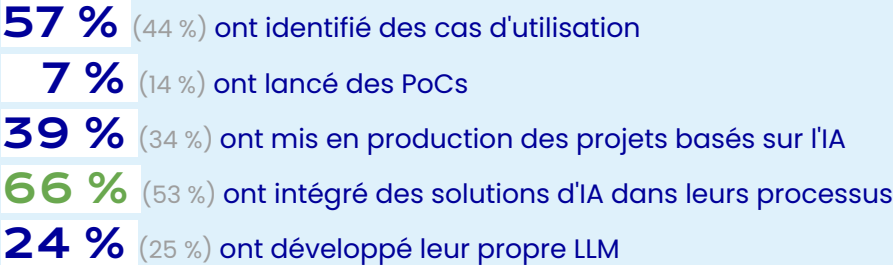 57 % (44 %) ont identifié des cas d'utilisation
7 % (14 %) ont lancé des PoCs
39 % (34 %) ont mis en production des projets basés sur l'IA
66 % (53 %) ont intégré des solutions d'IA dans leurs processus
24 % (25 %) ont développé leur propre LLM